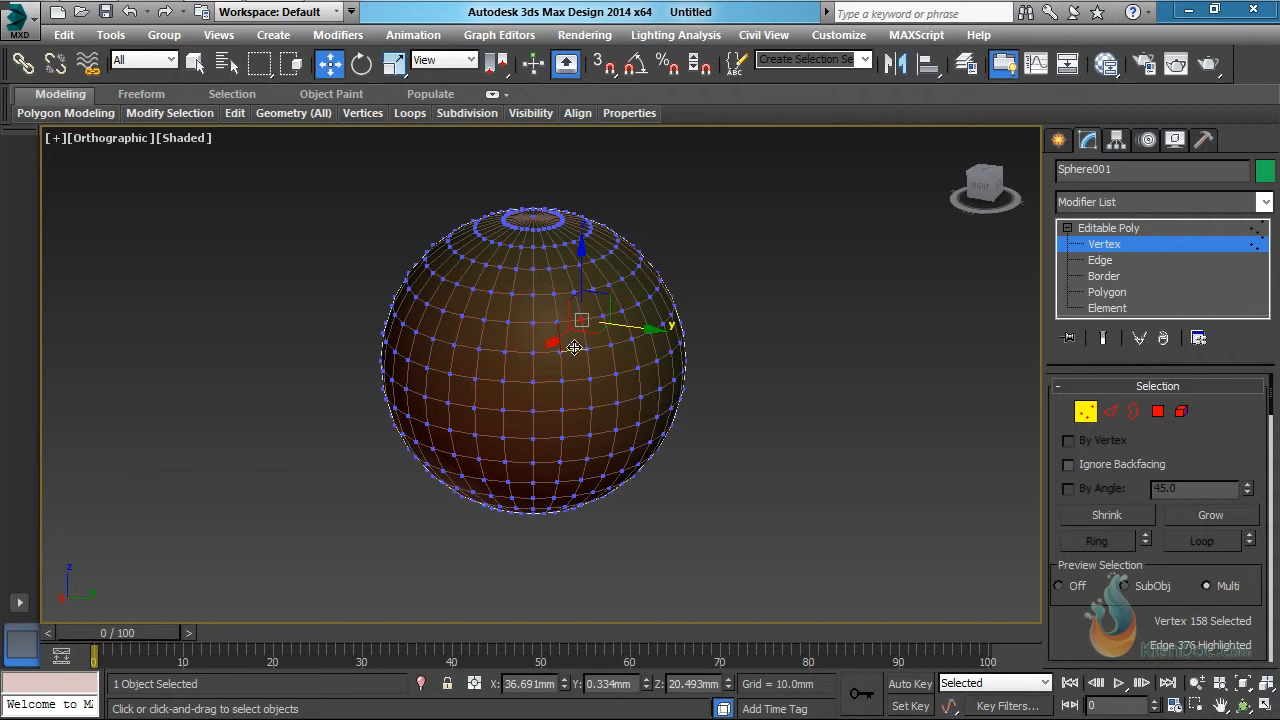 MXD
Workspace: Default
Autodesk 3ds Max Design 2014 x64 Untitled
Type a keyword or phrase
Edit Tools Group Views Create Modifiers Animation Graph Editors Rendering Lighting Analysis Civil View Customize MAXScript Help
All View 3 Create Selection Se
Modeling Freeform Selection Object Paint Populate
Polygon Modeling Modify Selection Edit Geometry (All) Vertices Loops Subdivision Visibility Align Properties
[+][Orthographic][Shaded]
RIGHT
y
z
Sphere001
Modifier List
Editable Poly
Vertex
Edge
Border
Polygon
Element
Selection
By Vertex
Ignore Backfacing
By Angle: 45.0
Shrink Grow
Ring Loop
Preview Selection
Off SubObj Multi
Vertex 158 Selected
Edge 376 Highlighted
0 / 100
0 10 20 30 40 50 60 70 80 90 100
1 Object Selected X: 36.691mm Y: 0.334mm Z: 20.493mm Grid = 10.0mm Auto Key Selected
Welcome to M Click or click-and-drag to select objects Add Time Tag Set Key Key Filters... 0